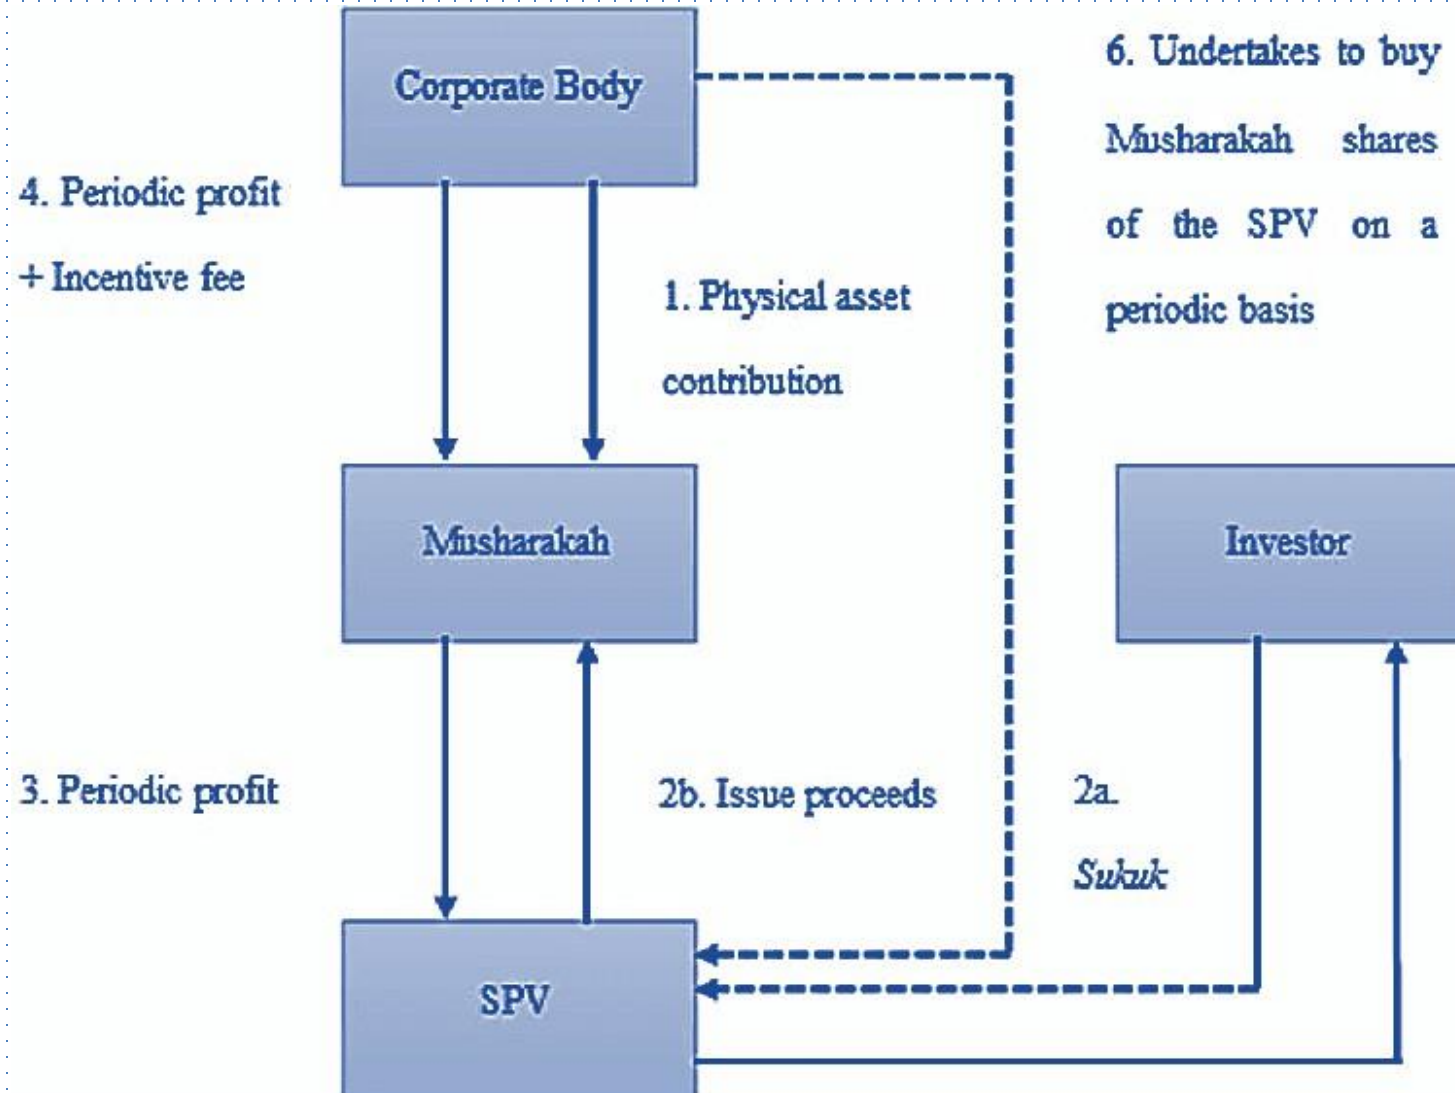 Corporate Body
6. Undertakes to buy
Musharakah shares
of the SPV on a
periodic basis
4. Periodic profit
+ Incentive fee
1. Physical asset
contribution
Musharakah
Investor
3. Periodic profit
2b. Issue proceeds
2a.
Sukuk
SPV